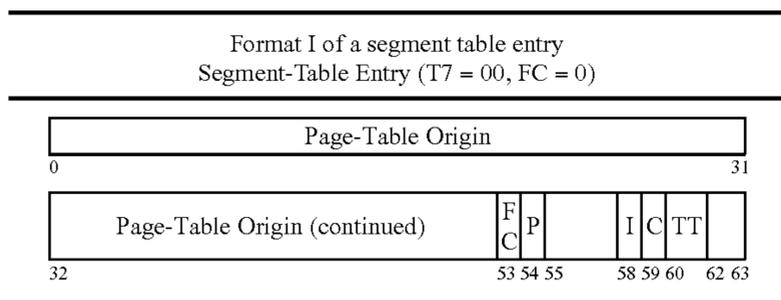 Format I of a segment table entry
Segment-Table Entry (T7 = 00, FC = 0)
Page-Table Origin
0 31
Page-Table Origin (continued) F C P I C TT
32 53 54 55 58 59 60 62 63